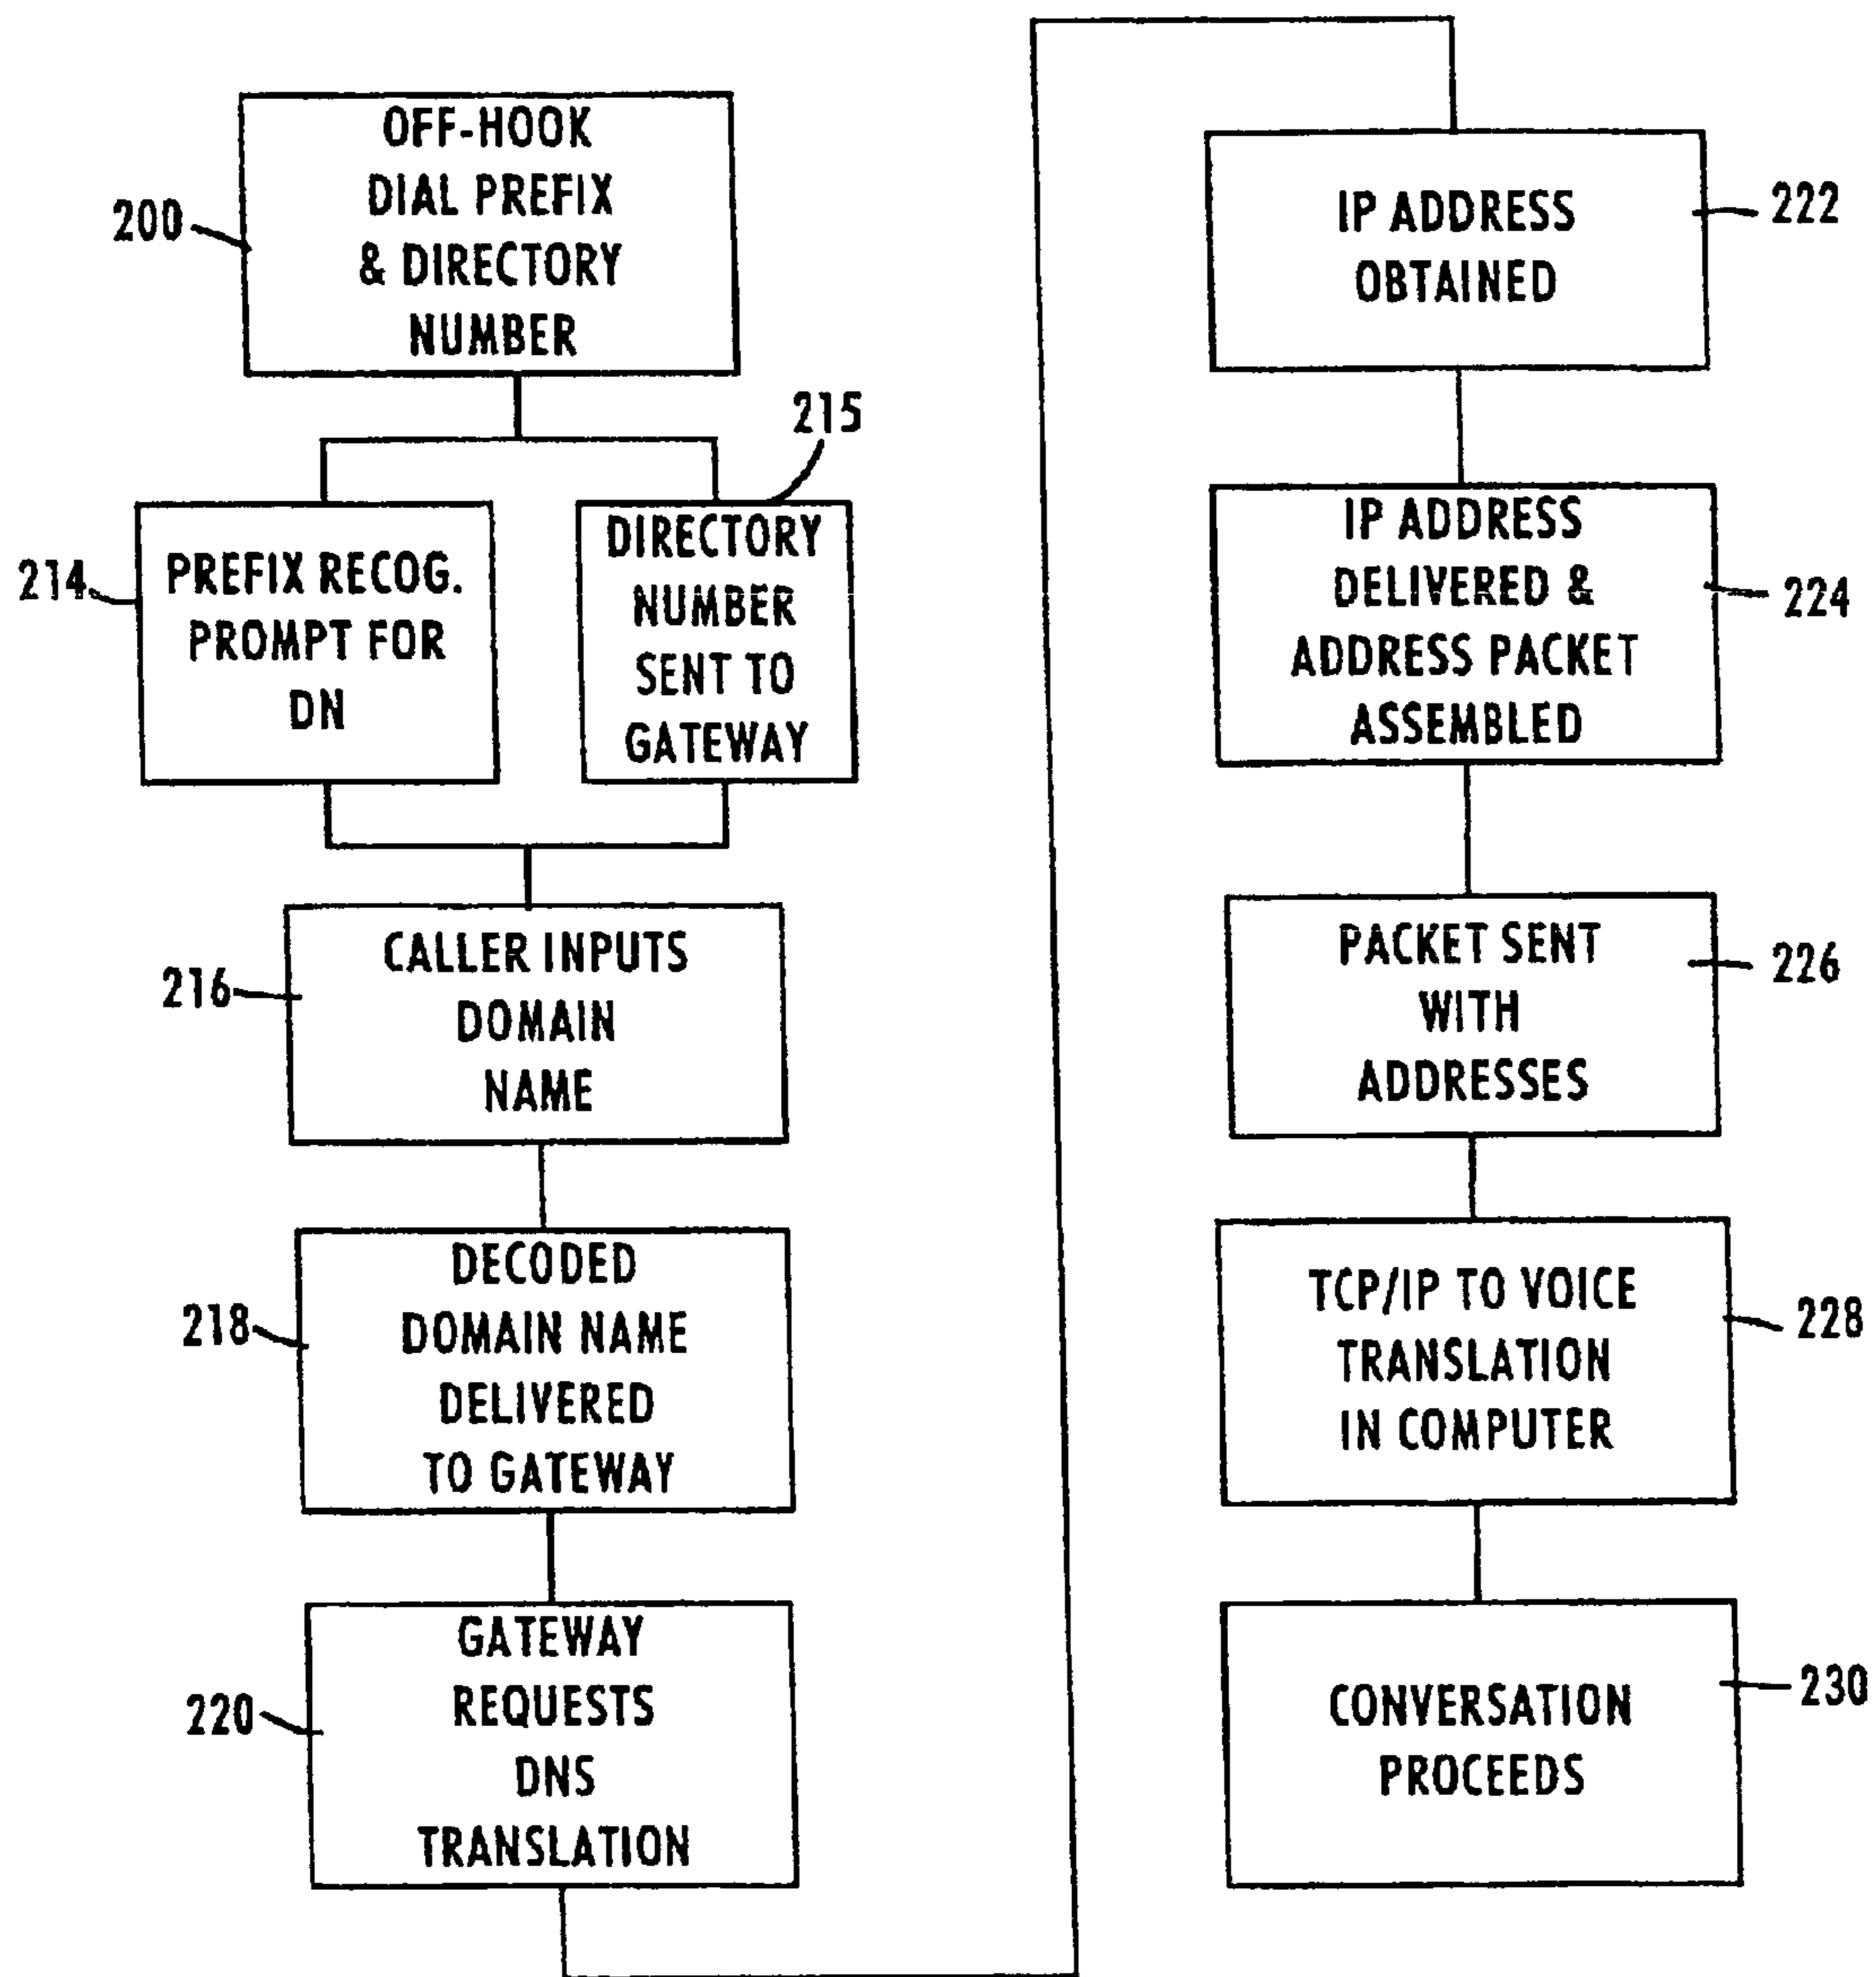 OFF-HOOK
DIAL PREFIX
& DIRECTORY
NUMBER
200
215
PREFIX RECOG.
PROMPT FOR
DN
214
DIRECTORY
NUMBER
SENT TO
GATEWAY
CALLER INPUTS
DOMAIN
NAME
216
DECODED
DOMAIN NAME
DELIVERED
TO GATEWAY
218
GATEWAY
REQUESTS
DNS
TRANSLATION
220
IP ADDRESS
OBTAINED
222
IP ADDRESS
DELIVERED &
ADDRESS PACKET
ASSEMBLED
224
PACKET SENT
WITH
ADDRESSES
226
TCP/IP TO VOICE
TRANSLATION
IN COMPUTER
228
CONVERSATION
PROCEEDS
230